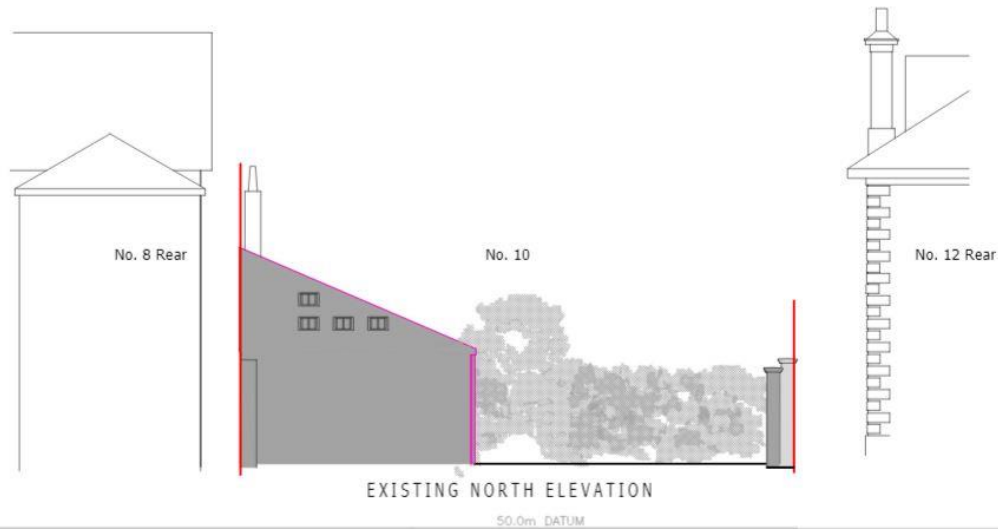 No. 8 Rear
No. 10
No. 12 Rear
EXISTING NORTH ELEVATION
50.0m DATUM